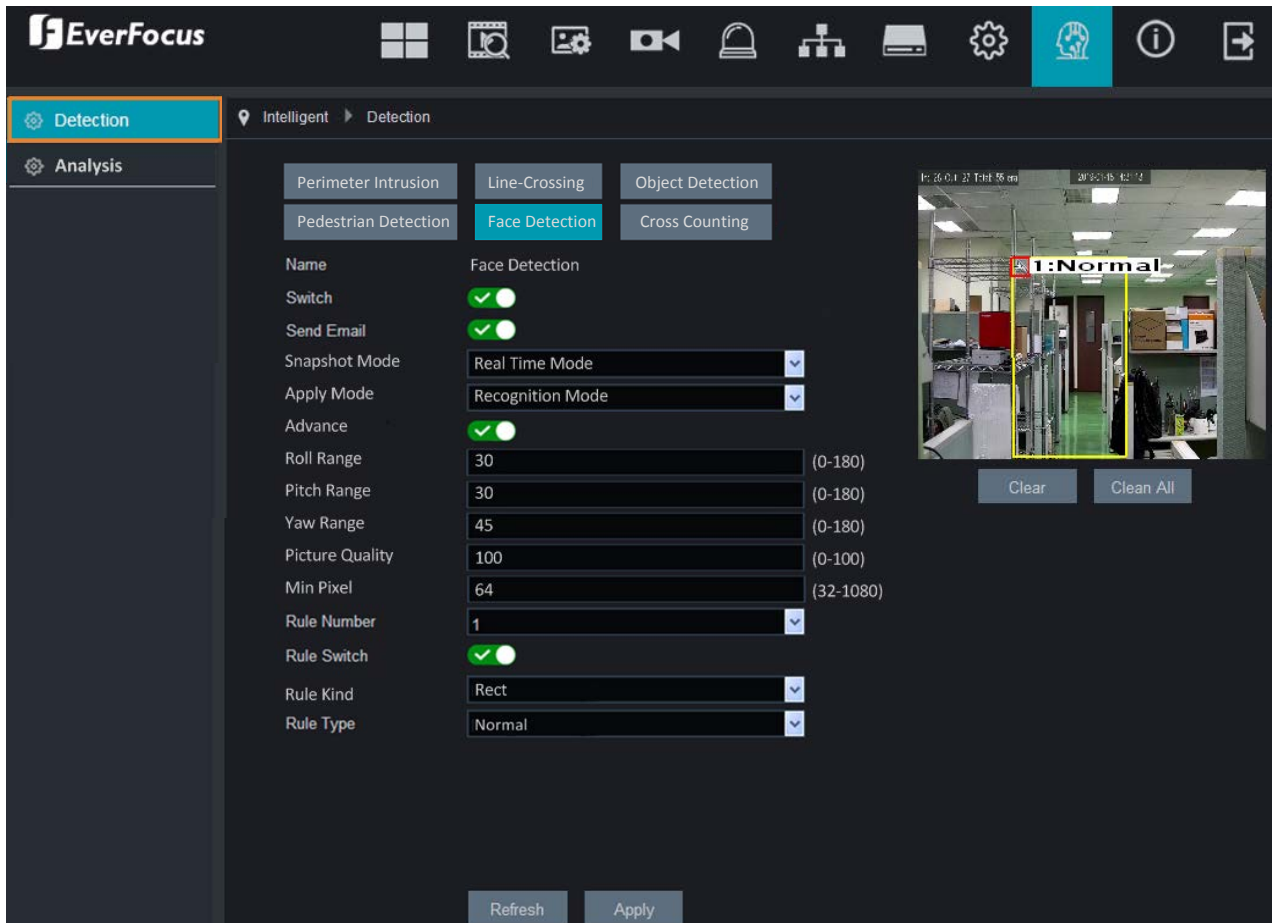 EverFocus
Detection
Analysis
Intelligent Detection
Perimeter Intrusion Line-Crossing Object Detection
Pedestrian Detection Face Detection Cross Counting
Name Face Detection
Switch
Send Email
Snapshot Mode Real Time Mode
Apply Mode Recognition Mode
Advance
Roll Range 30 (0-180)
Pitch Range 30 (0-180)
Yaw Range 45 (0-180)
Picture Quality 100 (0-100)
Min Pixel 64 (32-1080)
Rule Number 1
Rule Switch
Rule Kind Rect
Rule Type Normal
1:Normal
Clear Clean All
Refresh Apply